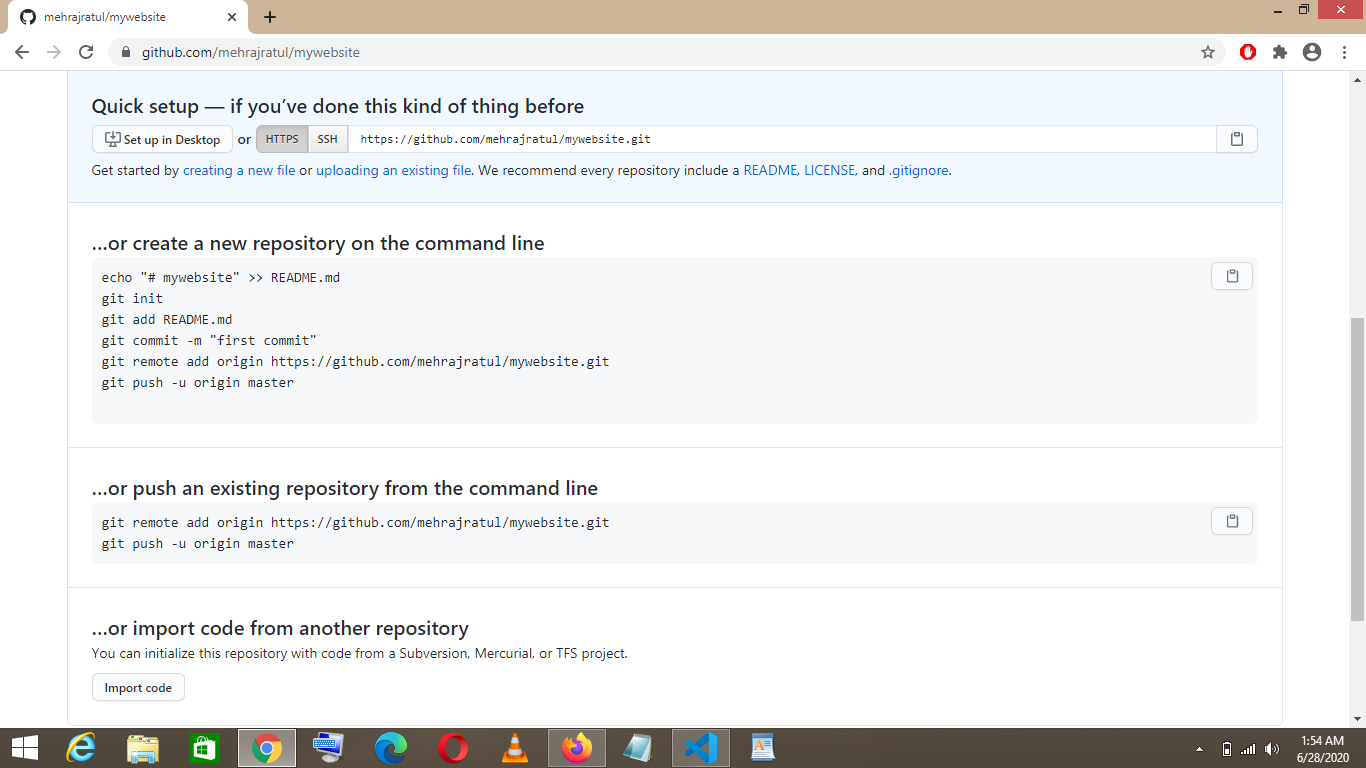 mehrajratul/mywebsite
github.com/mehrajratul/mywebsite
Quick setup — if you’ve done this kind of thing before
Set up in Desktop or HTTPS SSH https://github.com/mehrajratul/mywebsite.git
Get started by creating a new file or uploading an existing file. We recommend every repository include a README, LICENSE, and .gitignore.
…or create a new repository on the command line
echo "# mywebsite" >> README.md
git init
git add README.md
git commit -m "first commit"
git remote add origin https://github.com/mehrajratul/mywebsite.git
git push -u origin master
…or push an existing repository from the command line
git remote add origin https://github.com/mehrajratul/mywebsite.git
git push -u origin master
…or import code from another repository
You can initialize this repository with code from a Subversion, Mercurial, or TFS project.
Import code
1:54 AM
6/28/2020